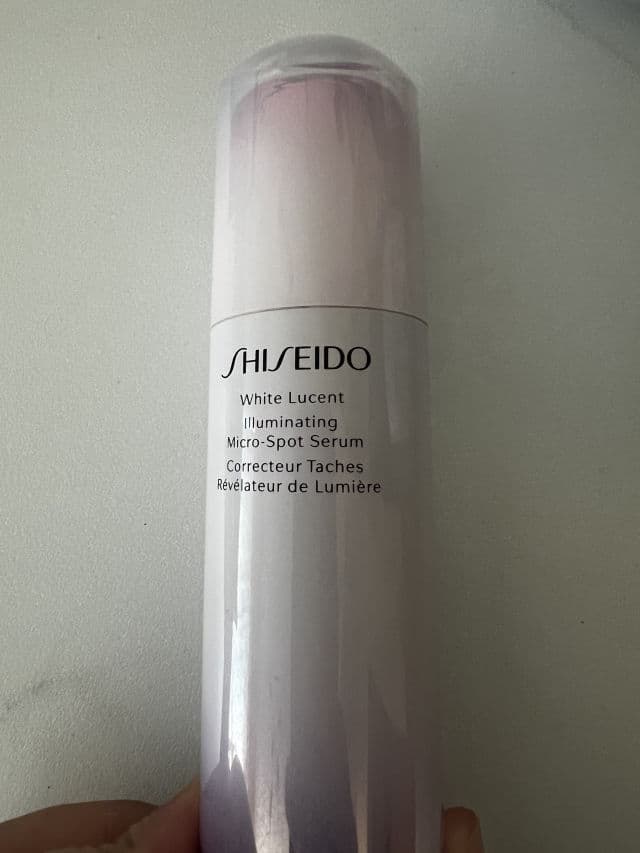 SHISEIDO
White Lucent
Illuminating
Micro-Spot Serum
Correcteur Taches
Révélateur de Lumière